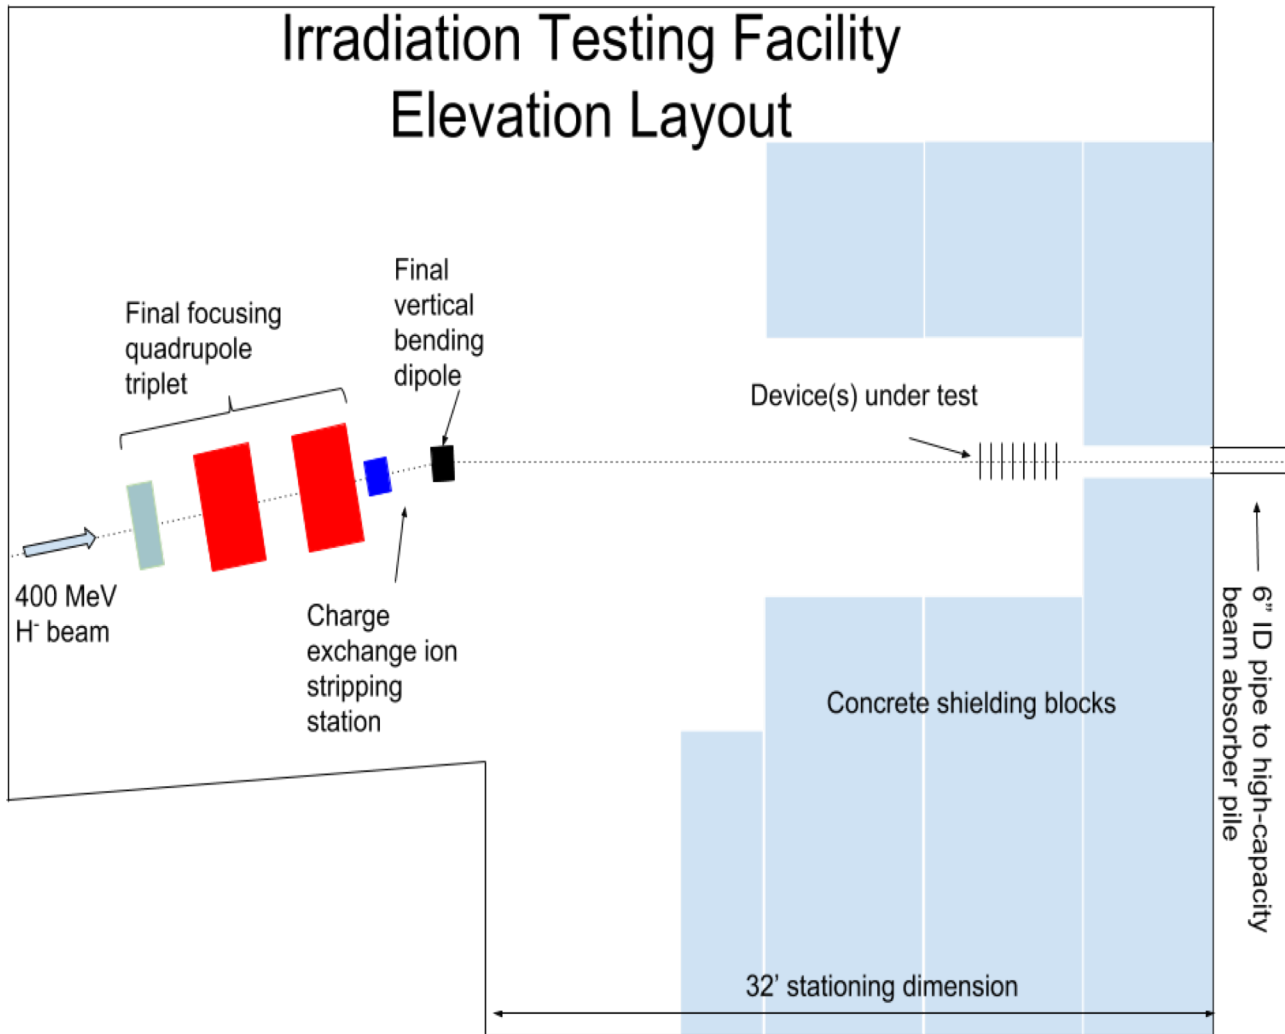 Irradiation Testing Facility
Elevation Layout
Final
vertical
bending
dipole
Final focusing
quadrupole
triplet
Device(s) under test
400 MeV
H⁻ beam
Charge
exchange ion
stripping
station
Concrete shielding blocks
6” ID pipe to high-capacity
beam absorber pile
32’ stationing dimension